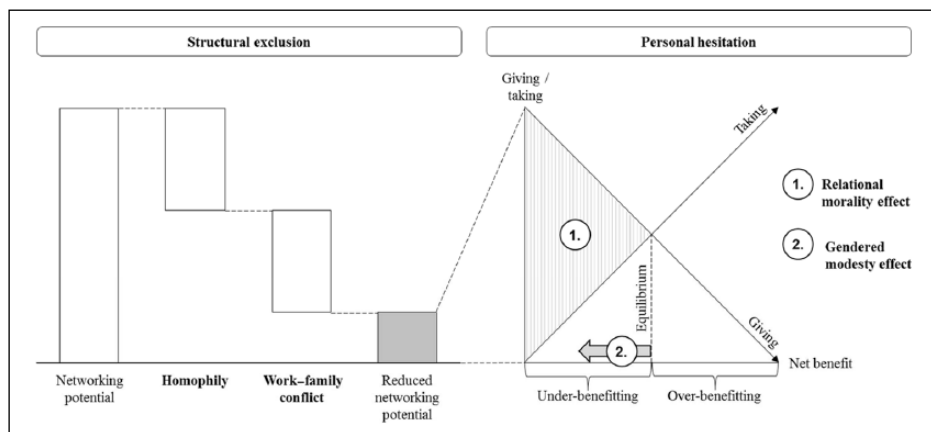 Structural exclusion
Personal hesitation
Giving /
taking
Taking
1.
Relational
morality effect
1.
2.
Gendered
modesty effect
Equilibrium
2.
Giving
Net benefit
Networking
potential
Homophily
Work–family
conflict
Reduced
networking
potential
Under-benefitting
Over-benefitting